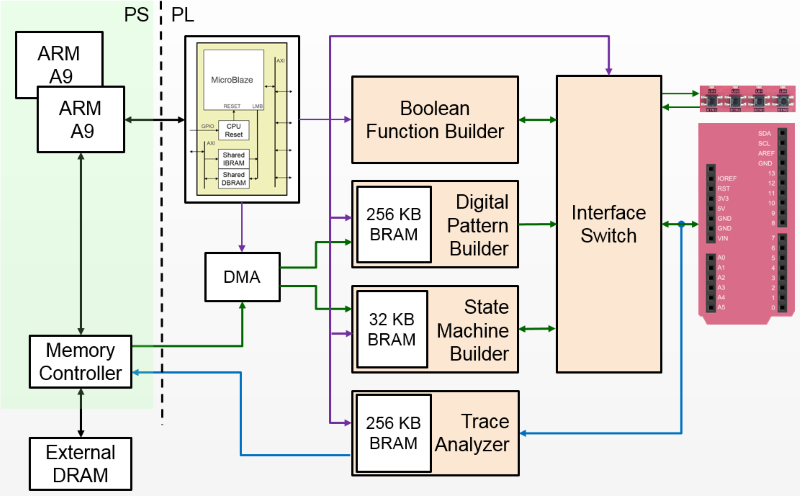 PS
PL
ARM
A9
ARM
A9
MicroBlaze
AXI
RESET
LMB
GPIO
CPU
Reset
AXI
Shared
IBRAM
Shared
DBRAM
Boolean
Function Builder
256 KB
BRAM
Digital
Pattern
Builder
DMA
32 KB
BRAM
State
Machine
Builder
256 KB
BRAM
Trace
Analyzer
Interface
Switch
Memory
Controller
External
DRAM
SDA
SCL
AREF
GND
13
12
11
10
9
8
IOREF
RST
3V3
5V
GND
GND
VIN
7
6
5
4
3
2
1
0
A0
A1
A2
A3
A4
A5